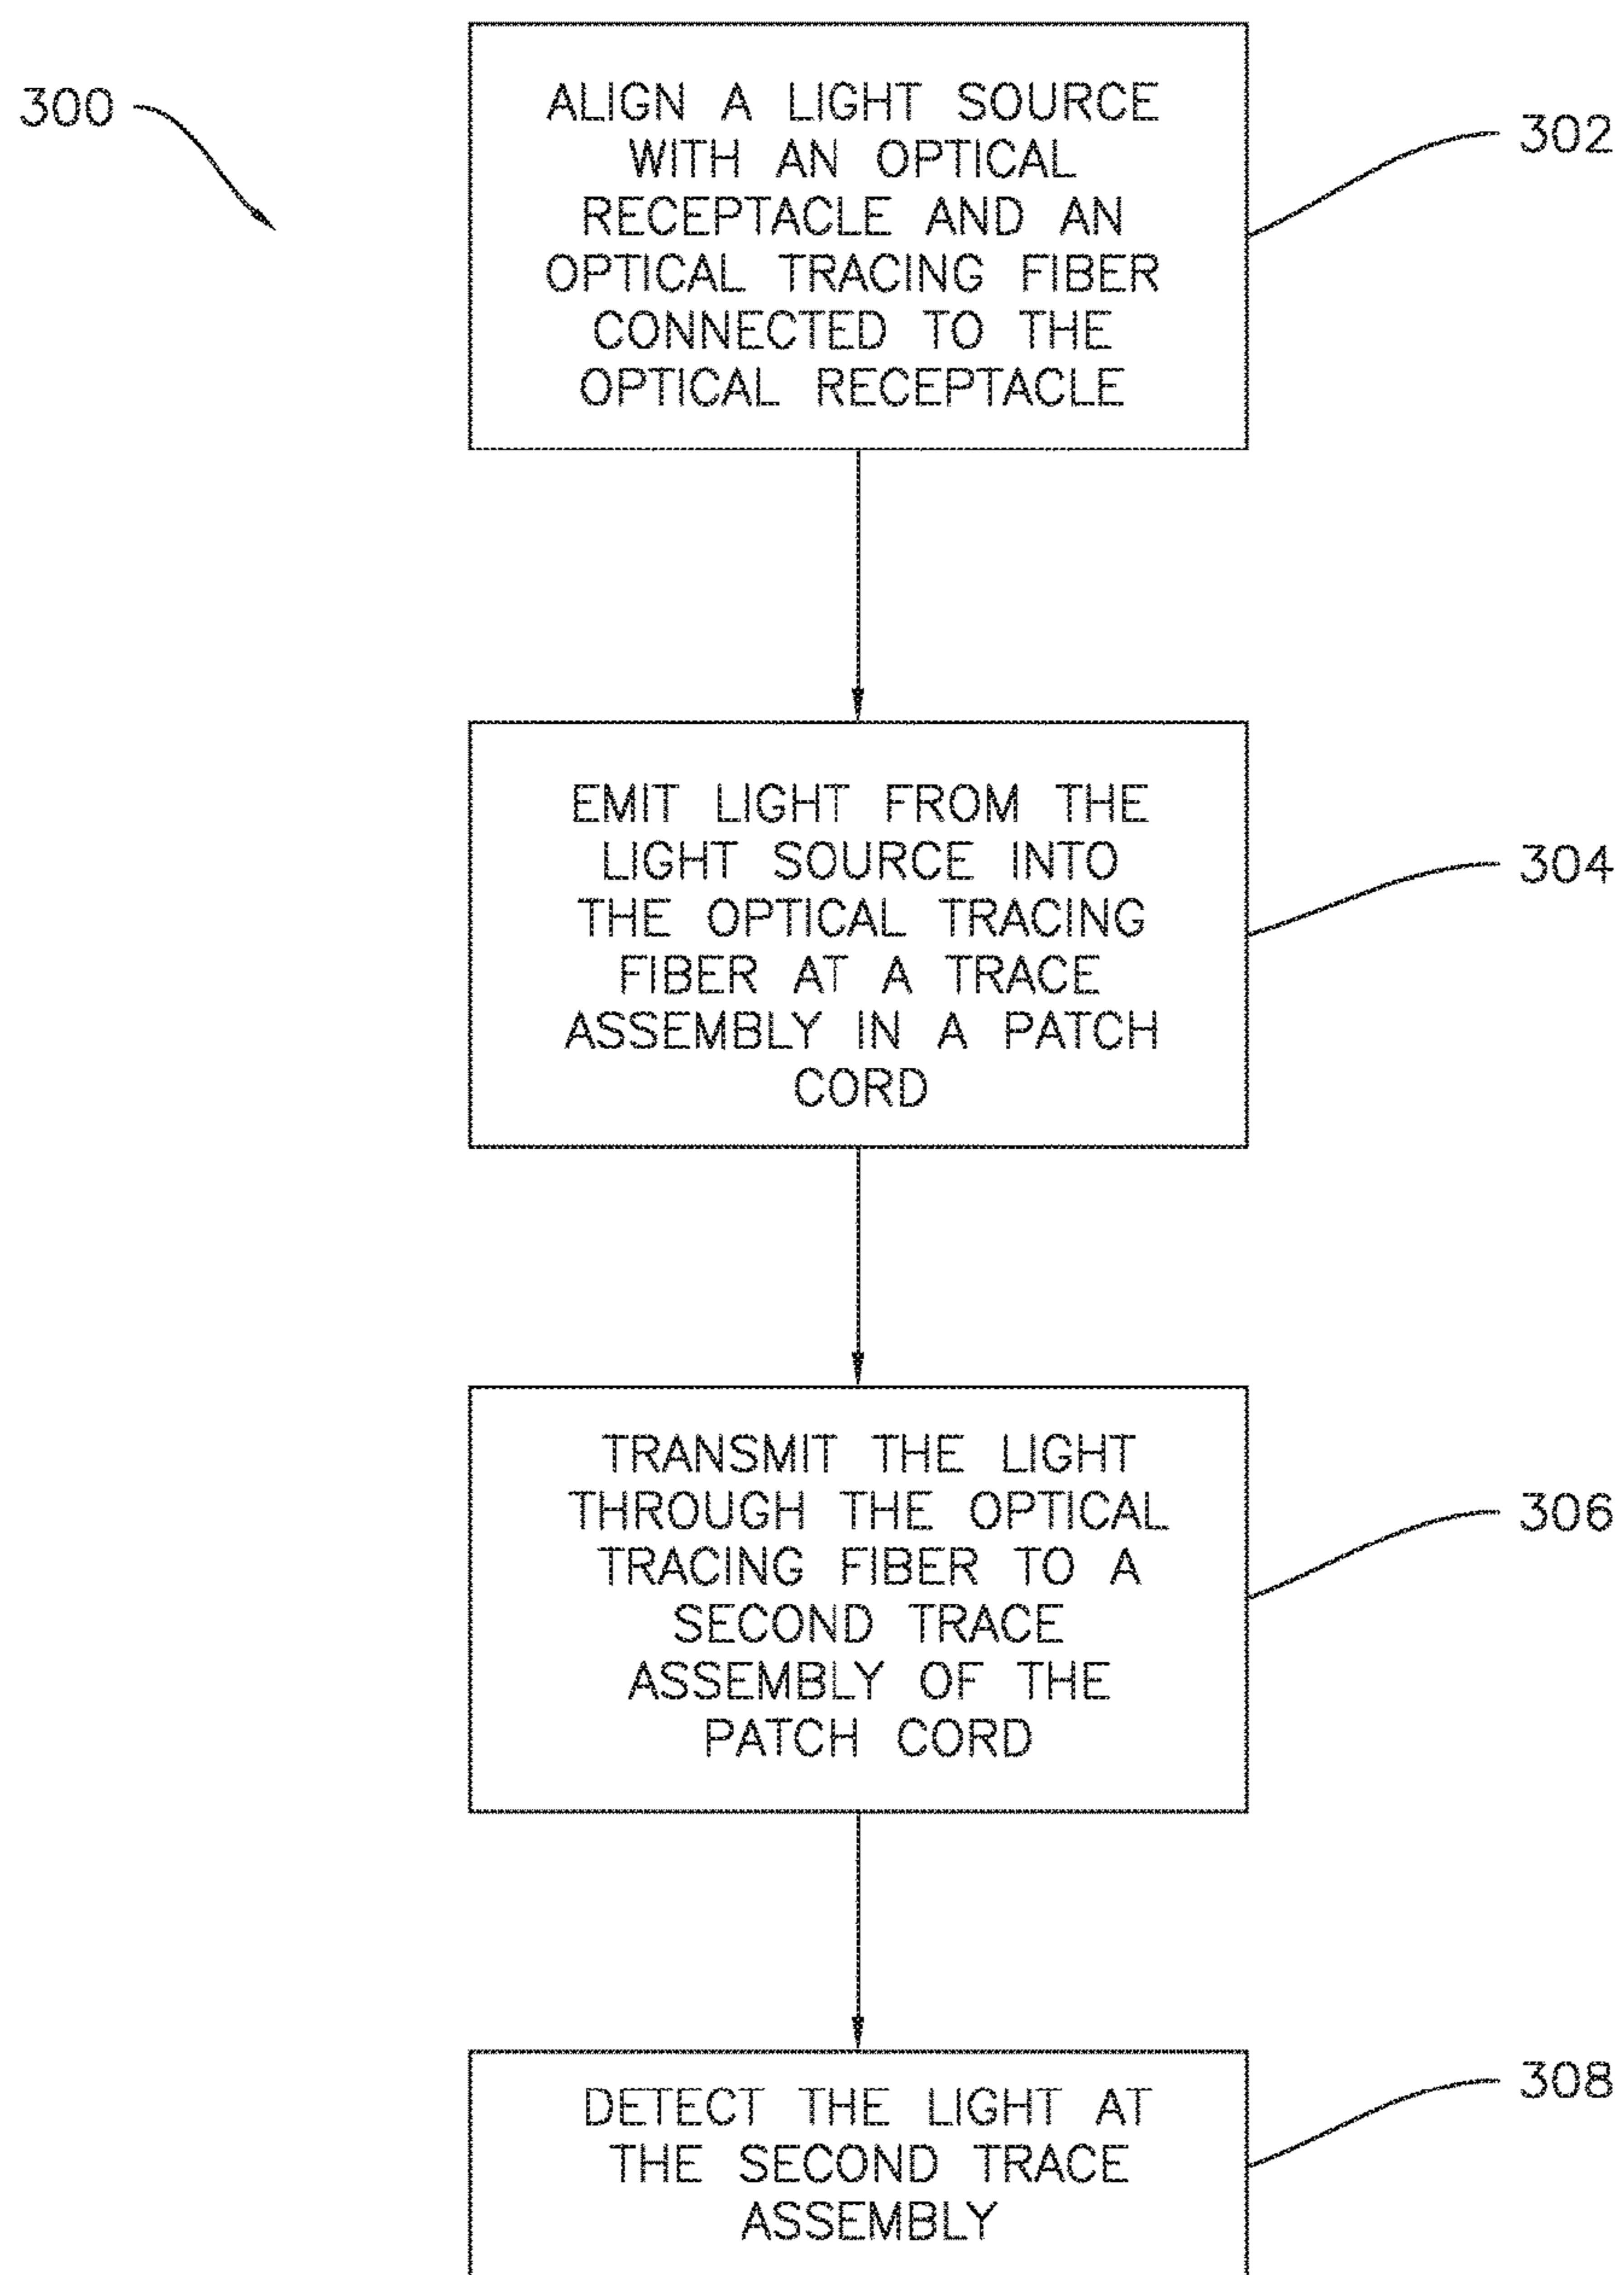 300
ALIGN A LIGHT SOURCE
WITH AN OPTICAL
RECEPTACLE AND AN
OPTICAL TRACING FIBER
CONNECTED TO THE
OPTICAL RECEPTACLE
302
EMIT LIGHT FROM THE
LIGHT SOURCE INTO
THE OPTICAL TRACING
FIBER AT A TRACE
ASSEMBLY IN A PATCH
CORD
304
TRANSMIT THE LIGHT
THROUGH THE OPTICAL
TRACING FIBER TO A
SECOND TRACE
ASSEMBLY OF THE
PATCH CORD
306
DETECT THE LIGHT AT
THE SECOND TRACE
ASSEMBLY
308